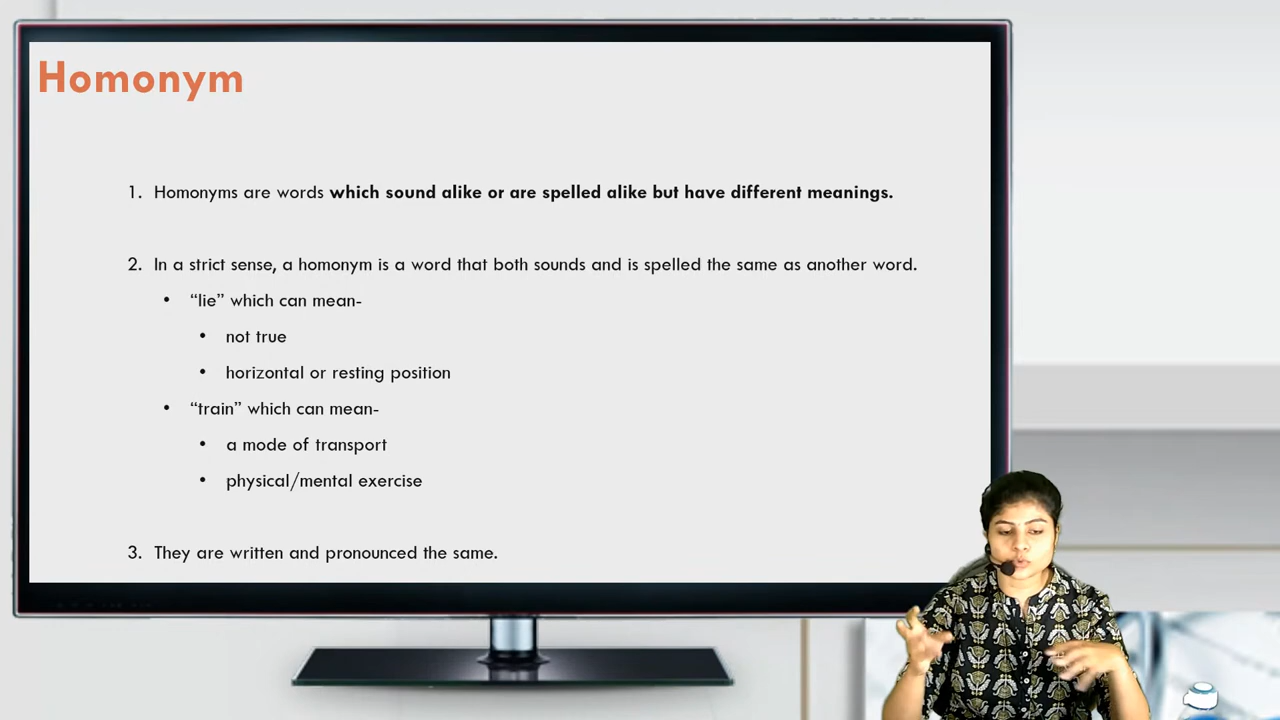 Homonym
1. Homonyms are words which sound alike or are spelled alike but have different meanings.
2. In a strict sense, a homonym is a word that both sounds and is spelled the same as another word.
• “lie” which can mean-
• not true
• horizontal or resting position
• “train” which can mean-
• a mode of transport
• physical/mental exercise
3. They are written and pronounced the same.